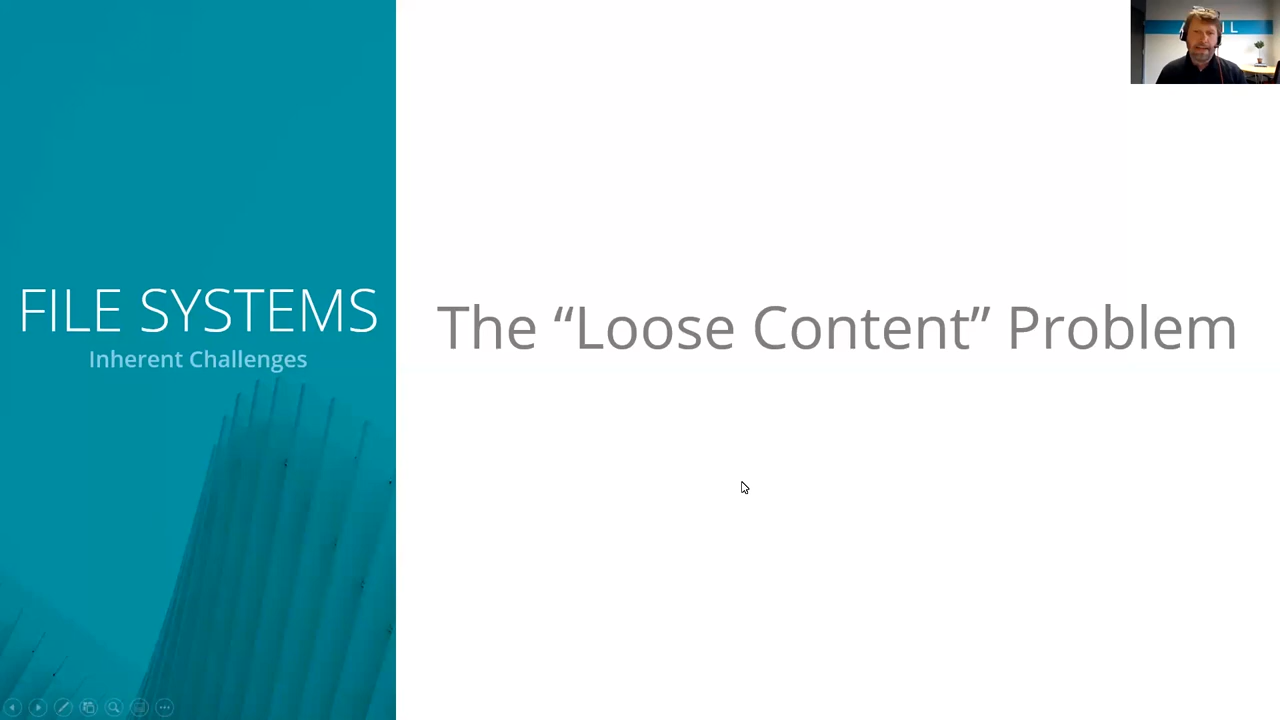 FILE SYSTEMS
Inherent Challenges
The “Loose Content” Problem